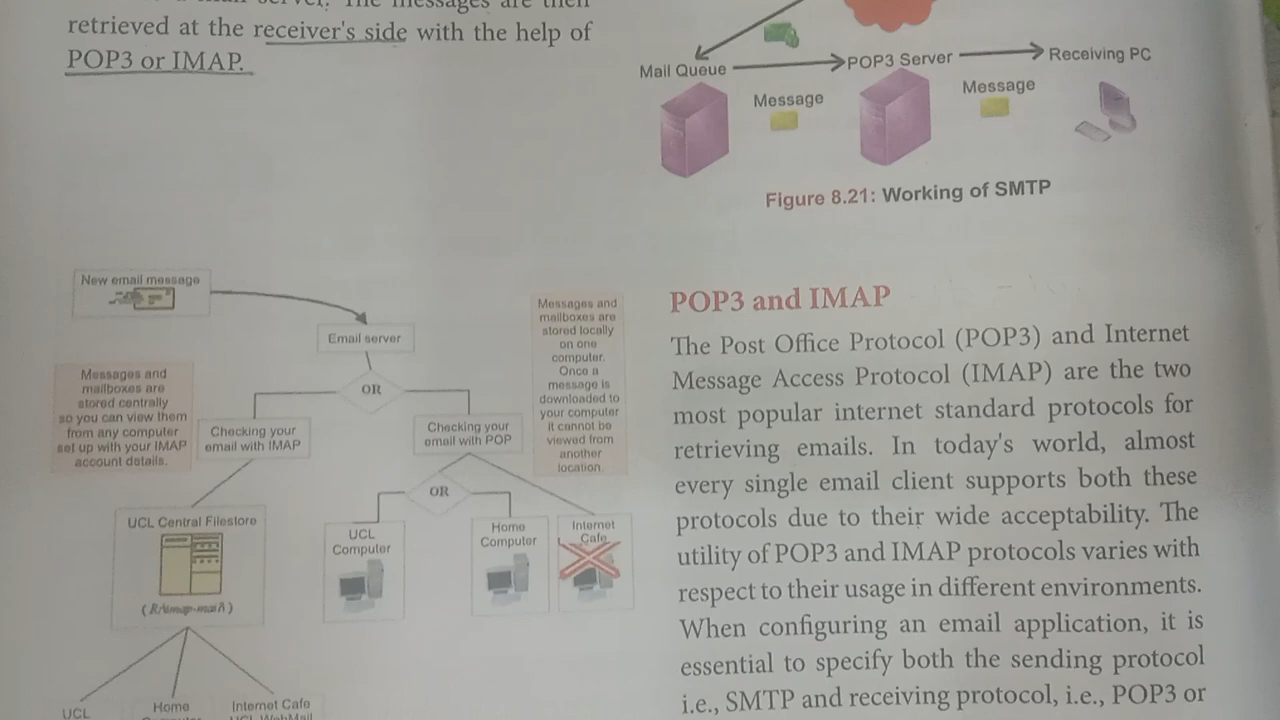 retrieved at the receiver's side with the help of
POP3 or IMAP.
Mail Queue
POP3 Server
Receiving PC
Message
Message
Figure 8.21: Working of SMTP
New email message
Email server
OR
Messages and
mailboxes are
stored centrally
so you can view them
from any computer
set up with your IMAP
account details.
Checking your
email with IMAP
Checking your
email with POP
Messages and
mailboxes are
stored locally
on one
computer.
Once a
message is
downloaded to
your computer
it cannot be
viewed from
another
location.
OR
UCL Central Filestore
UCL
Computer
Home
Computer
Internet
Cafe
UCL
Home
Internet Cafe
POP3 and IMAP
The Post Office Protocol (POP3) and Internet
Message Access Protocol (IMAP) are the two
most popular internet standard protocols for
retrieving emails. In today's world, almost
every single email client supports both these
protocols due to their wide acceptability. The
utility of POP3 and IMAP protocols varies with
respect to their usage in different environments.
When configuring an email application, it is
essential to specify both the sending protocol
i.e., SMTP and receiving protocol, i.e., POP3 or